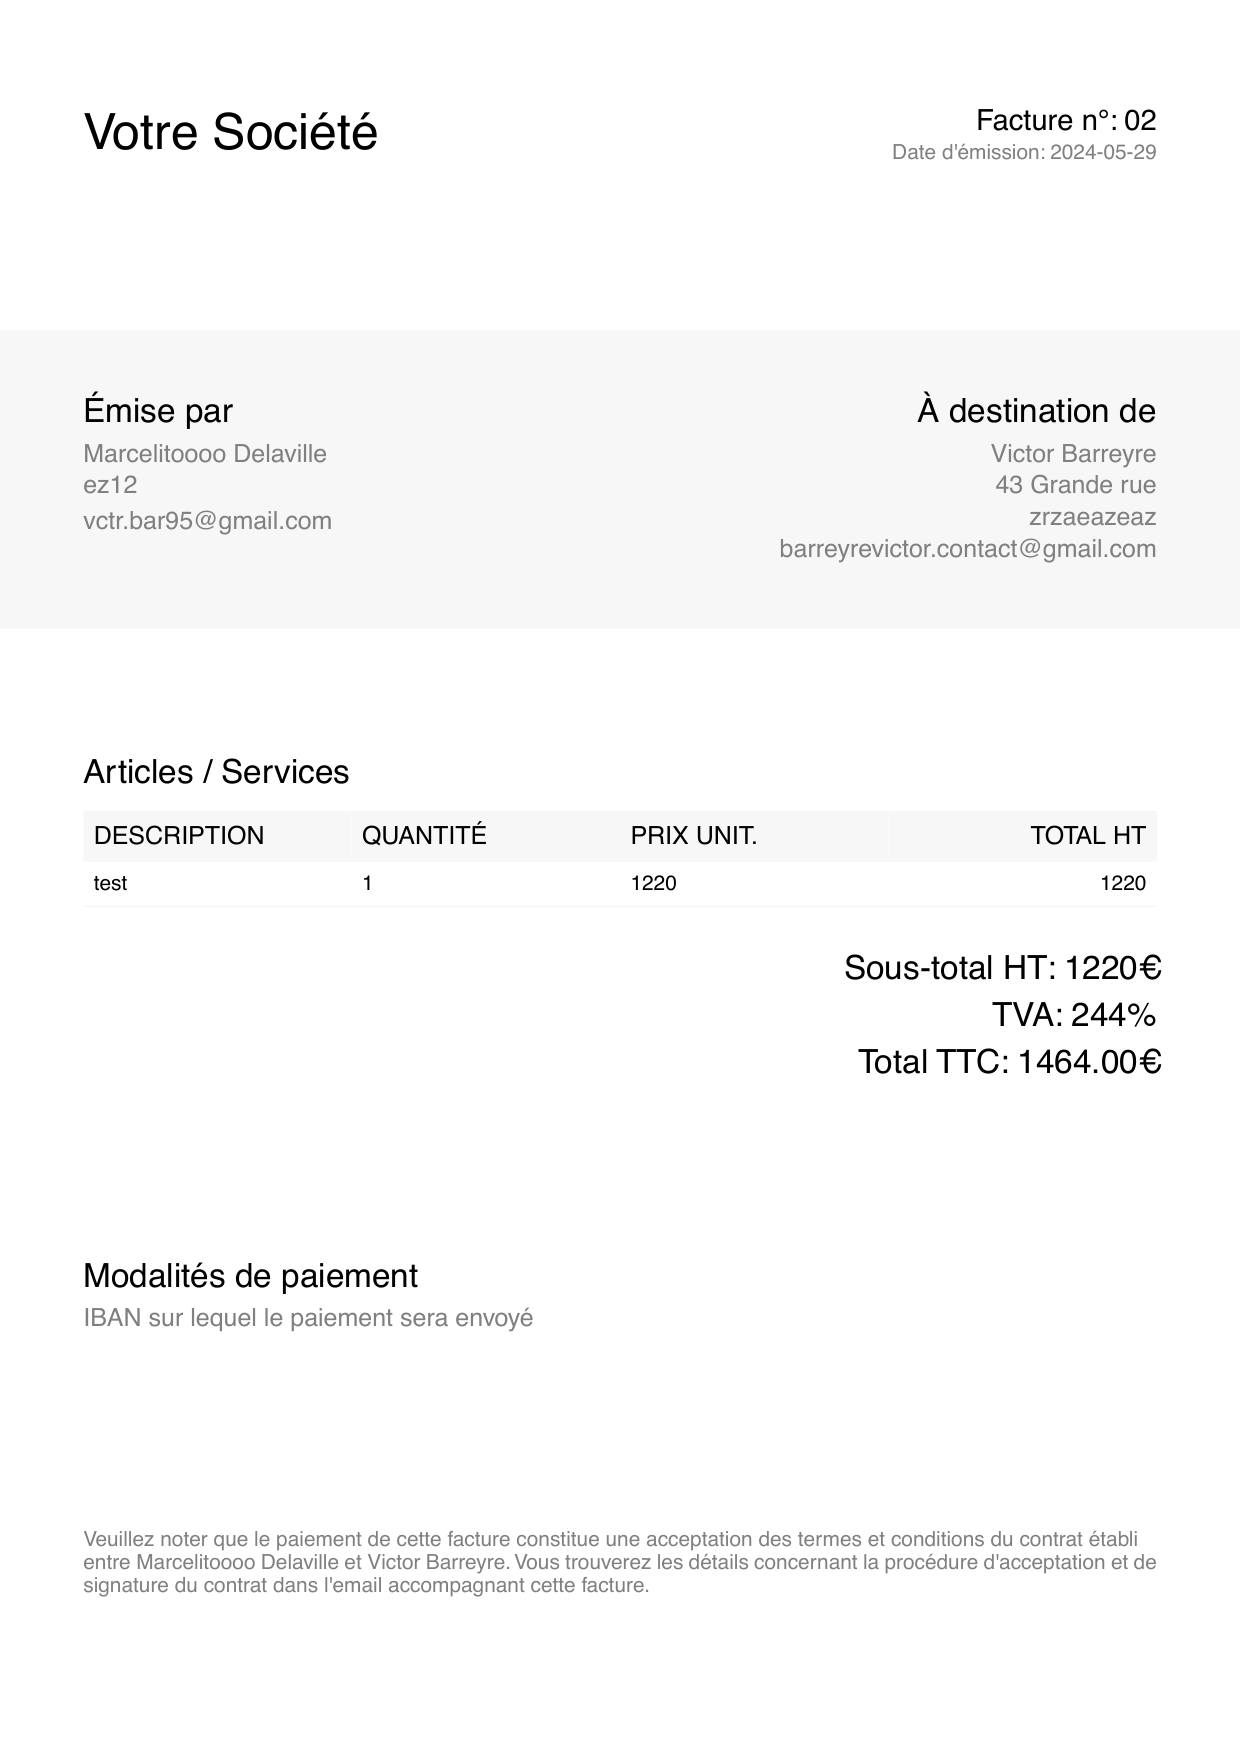 Votre Société
Facture n°: 02
Date d'émission: 2024-05-29
Émise par
Marcelitoooo Delaville
ez12
vctr.bar95@gmail.com
À destination de
Victor Barreyre
43 Grande rue
zrzaeazeaz
barreyrevictor.contact@gmail.com
Articles / Services
DESCRIPTION QUANTITÉ PRIX UNIT. TOTAL HT
test 1 1220 1220
Sous-total HT: 1220€
TVA: 244%
Total TTC: 1464.00€
Modalités de paiement
IBAN sur lequel le paiement sera envoyé
Veuillez noter que le paiement de cette facture constitue une acceptation des termes et conditions du contrat établi
entre Marcelitoooo Delaville et Victor Barreyre. Vous trouverez les détails concernant la procédure d'acceptation et de
signature du contrat dans l'email accompagnant cette facture.